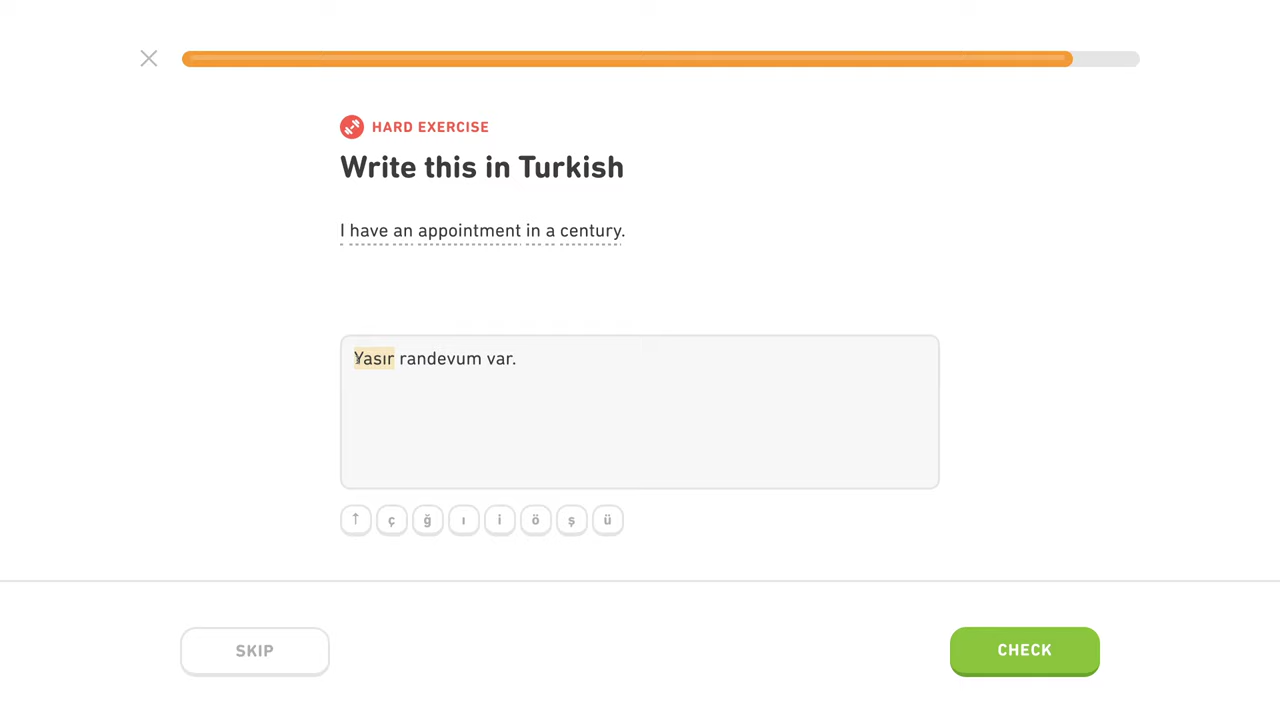 HARD EXERCISE
Write this in Turkish
I have an appointment in a century.
Yasır randevum var.
↑ ç ğ ı i ö ş ü
SKIP
CHECK